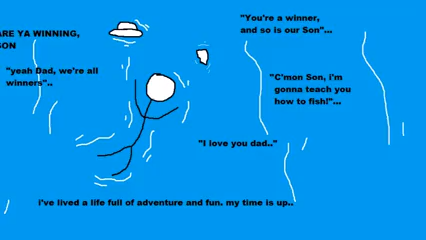 ARE YA WINNING,
SON
"You're a winner,
and so is our Son"...
"yeah Dad, we're all
winners"..
"C'mon Son, i'm
gonna teach you
how to fish!"...
"I love you dad.."
i've lived a life full of adventure and fun. my time is up..